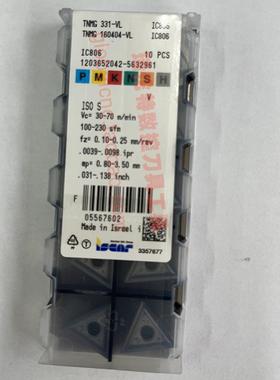 TNMG 331-VL IC806
TNMG 160404-VL IC806
IC806 10 PCS
1203652042-5632961
P M K N S H
V
ISO S
Vc= 30-70 m/min
100-230 sfm
fz= 0.10-0.25 mm/rev
.0039-.0098.ipr
ap= 0.80-3.50 mm
.031-.138.inch
F
05567602
Made in Israel i
iscar
3357877